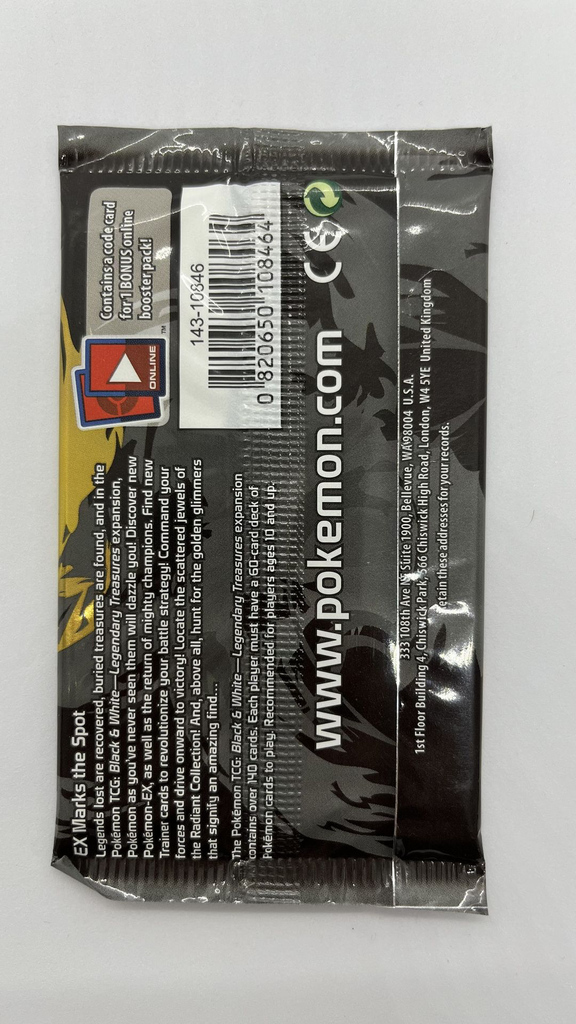 EX Marks the Spot
Legends lost are recovered, buried treasures are found, and in the
Pokémon TCG: Black & White—Legendary Treasures expansion,
Pokémon as you've never seen them will dazzle you! Discover new
Pokémon-EX, as well as the return of mighty champions. Find new
Trainer cards to revolutionize your battle strategy! Command your
forces and drive onward to victory! Locate the scattered jewels of
the Radiant Collection! And, above all, hunt for the golden glimmers
that signify an amazing find...
The Pokémon TCG: Black & White—Legendary Treasures expansion
contains over 140 cards. Each player must have a 60-card deck of
Pokémon cards to play. Recommended for players ages 10 and up.
ONLINE
TM
Contains a code card
for 1 BONUS online
booster pack!
143-10846
0 820650 108464
www.pokemon.com
CE
333 108th Ave NE Suite 1900, Bellevue, WA 98004 U.S.A.
1st Floor Building 4, Chiswick Park, 566 Chiswick High Road, London, W4 5YE United Kingdom
etain these addresses for your records.